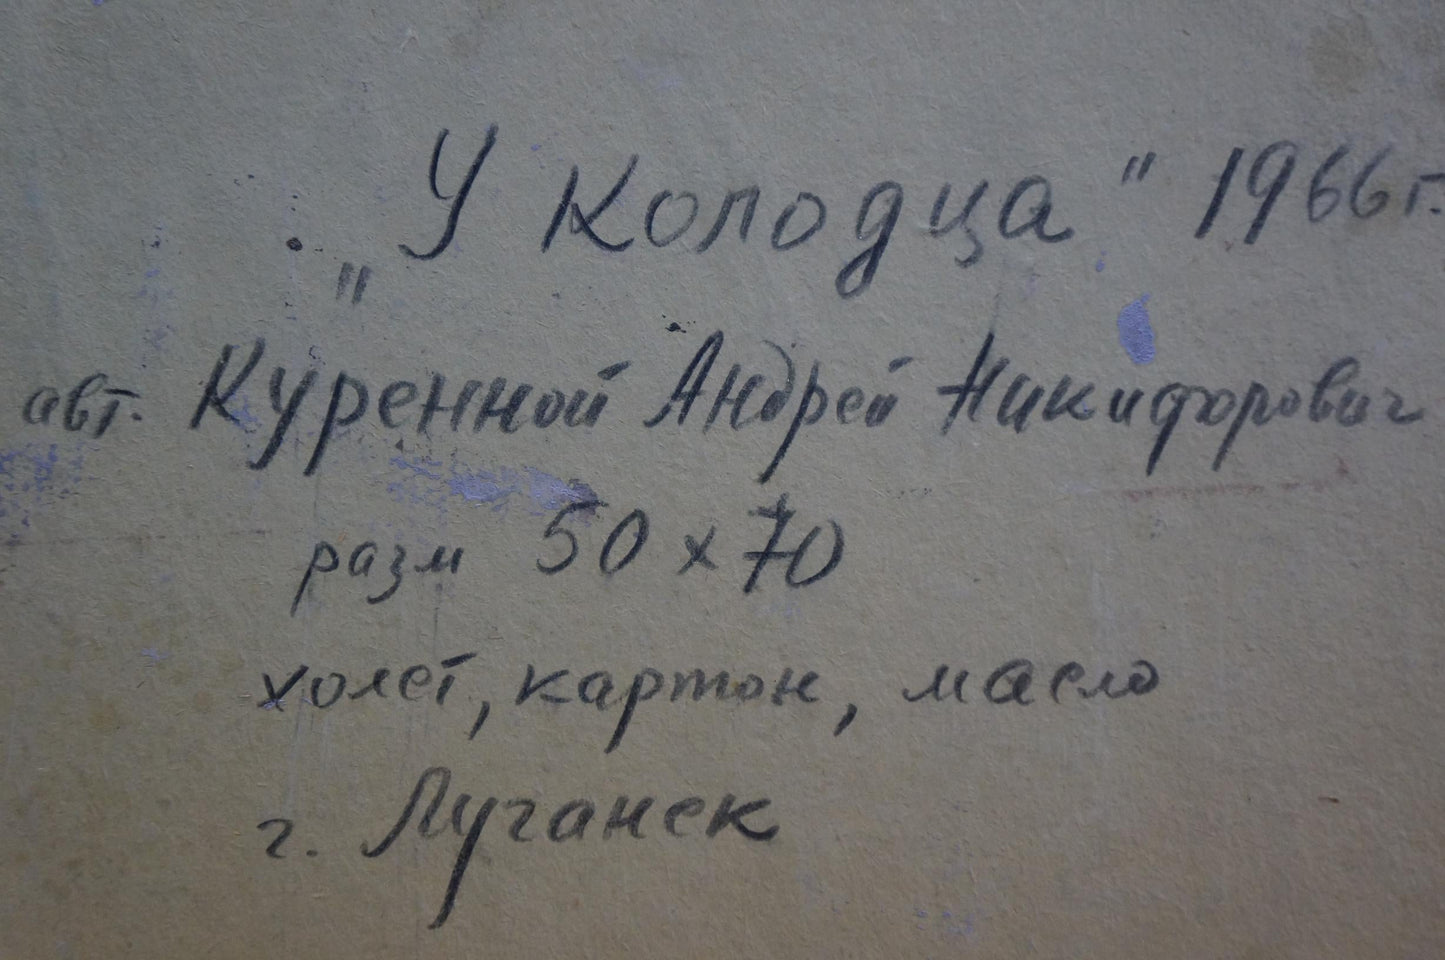 „У Колодца" 1966г.
авт. Куренной Андрей Никифорович
разм 50 х 70
холст, картон, масло
г. Луганск